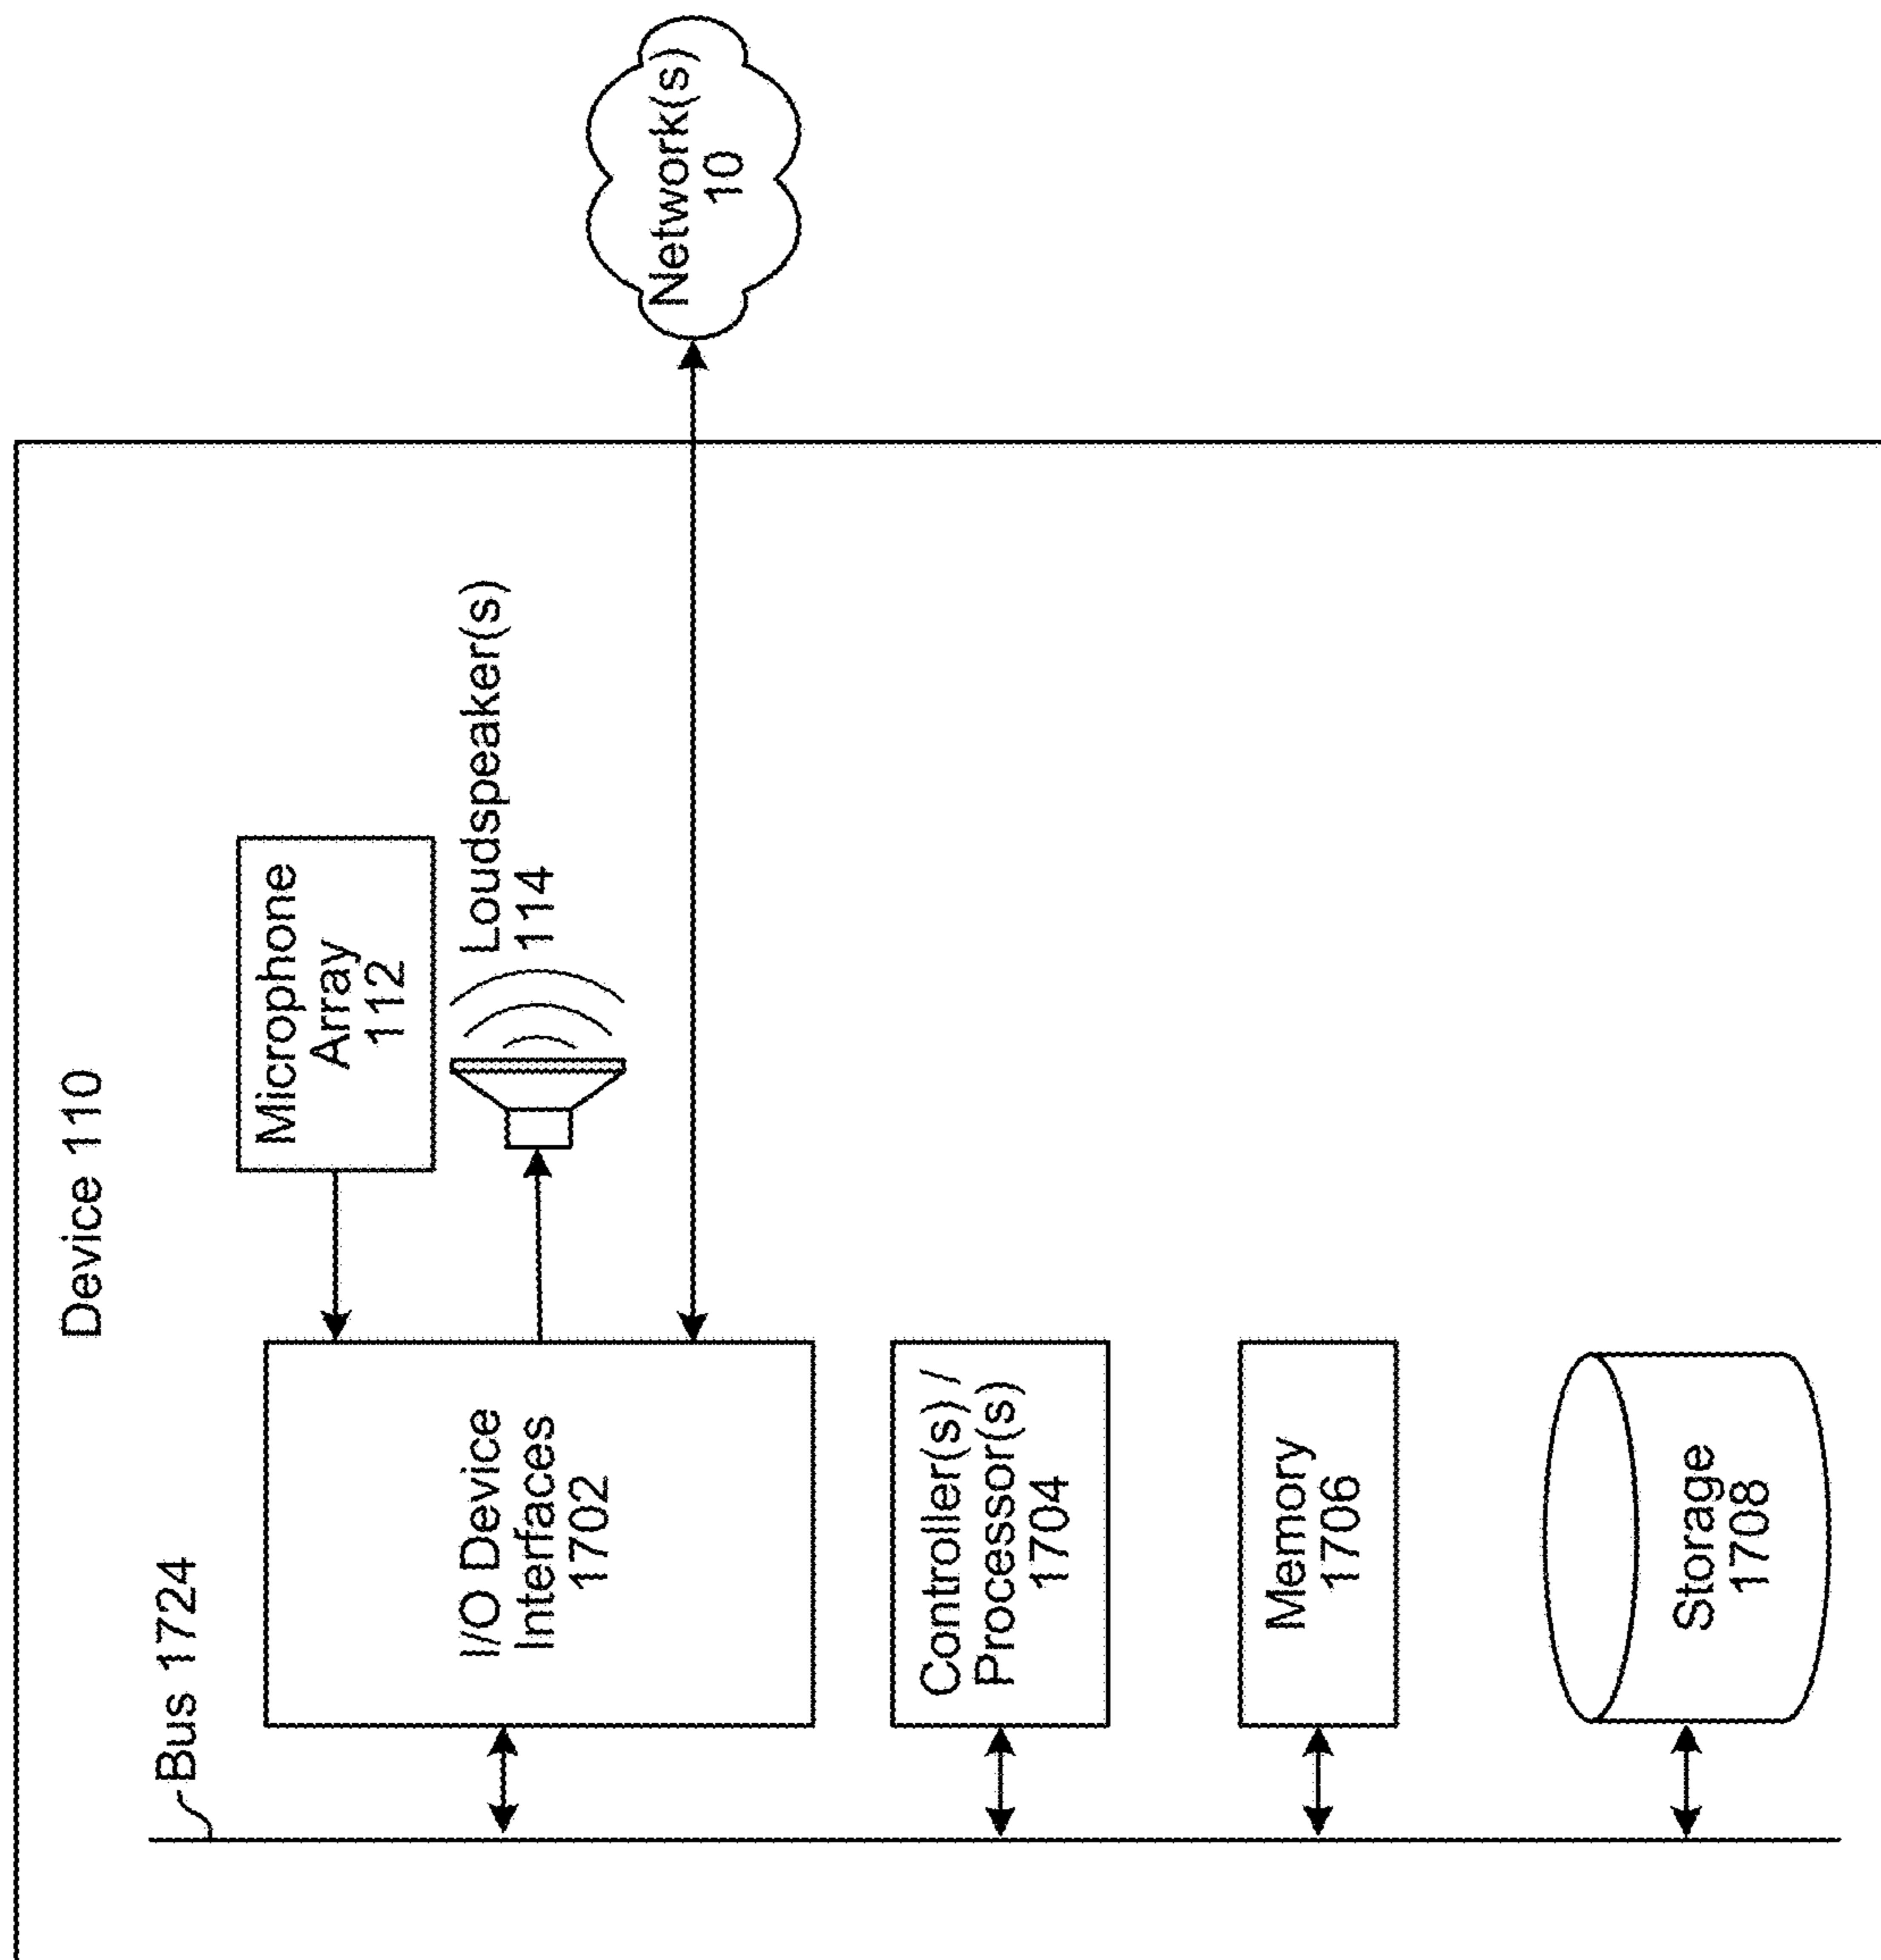 Device 110
Bus 1724
I/O Device
Interfaces
1702
Microphone
Array
112
Loudspeaker(s)
114
Network(s)
10
Controller(s) /
Processor(s)
1704
Memory
1706
Storage
1708